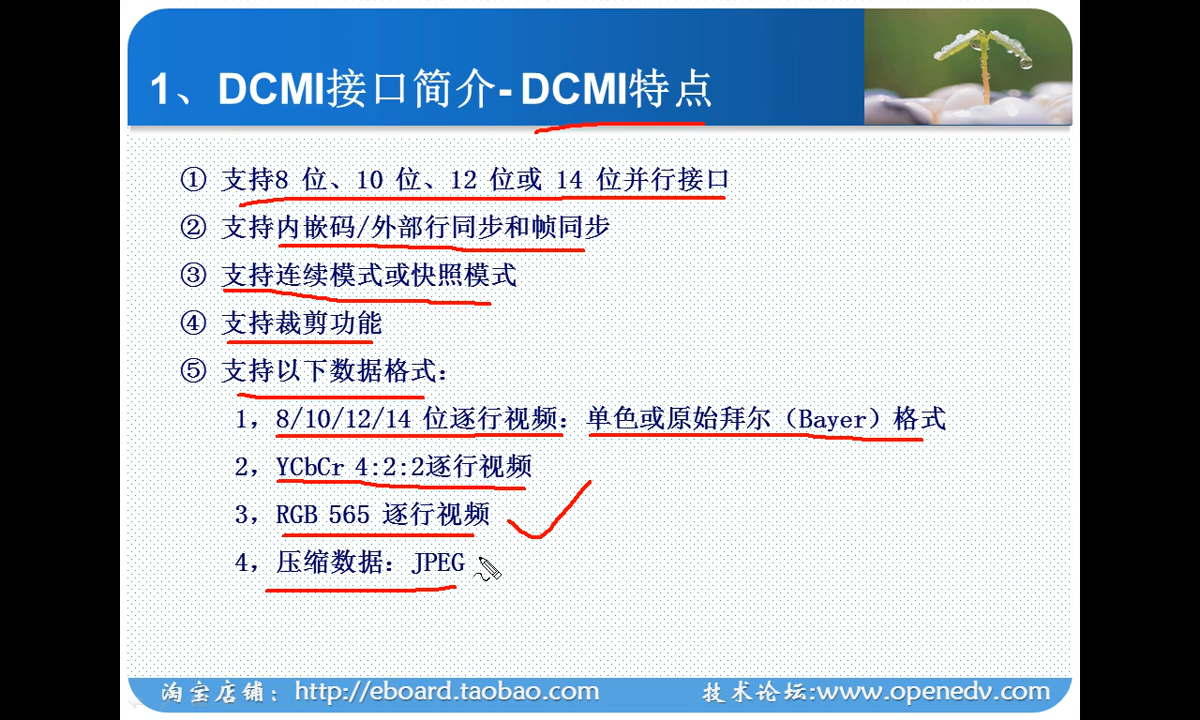 1、DCMI接口简介- DCMI特点
① 支持8 位、10 位、12 位或 14 位并行接口
② 支持内嵌码/外部行同步和帧同步
③ 支持连续模式或快照模式
④ 支持裁剪功能
⑤ 支持以下数据格式：
1，8/10/12/14 位逐行视频：单色或原始拜尔（Bayer）格式
2，YCbCr 4:2:2逐行视频
3，RGB 565 逐行视频
4，压缩数据：JPEG
淘宝店铺：http://eboard.taobao.com 技术论坛:www.openedv.com